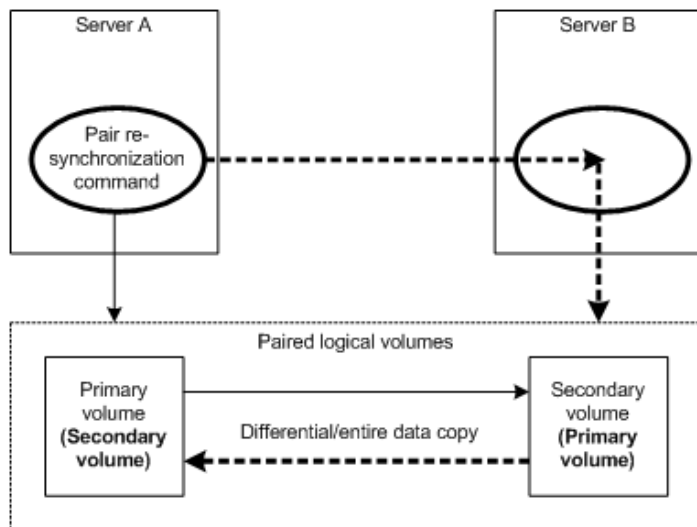 Server A
Server B
Pair re-
synchronization
command
Paired logical volumes
Primary
volume
(Secondary
volume)
Differential/entire data copy
Secondary
volume
(Primary
volume)